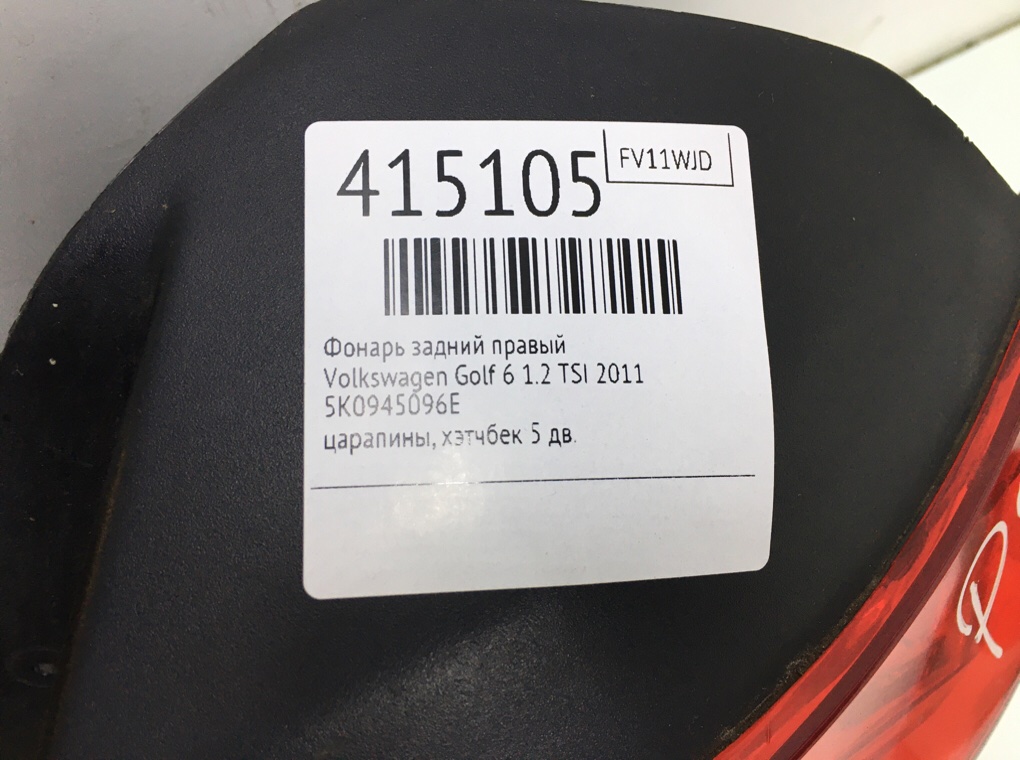 415105
FV11WJD
Фонарь задний правый
Volkswagen Golf 6 1.2 TSI 2011
5K0945096E
царапины, хэтчбек 5 дв.